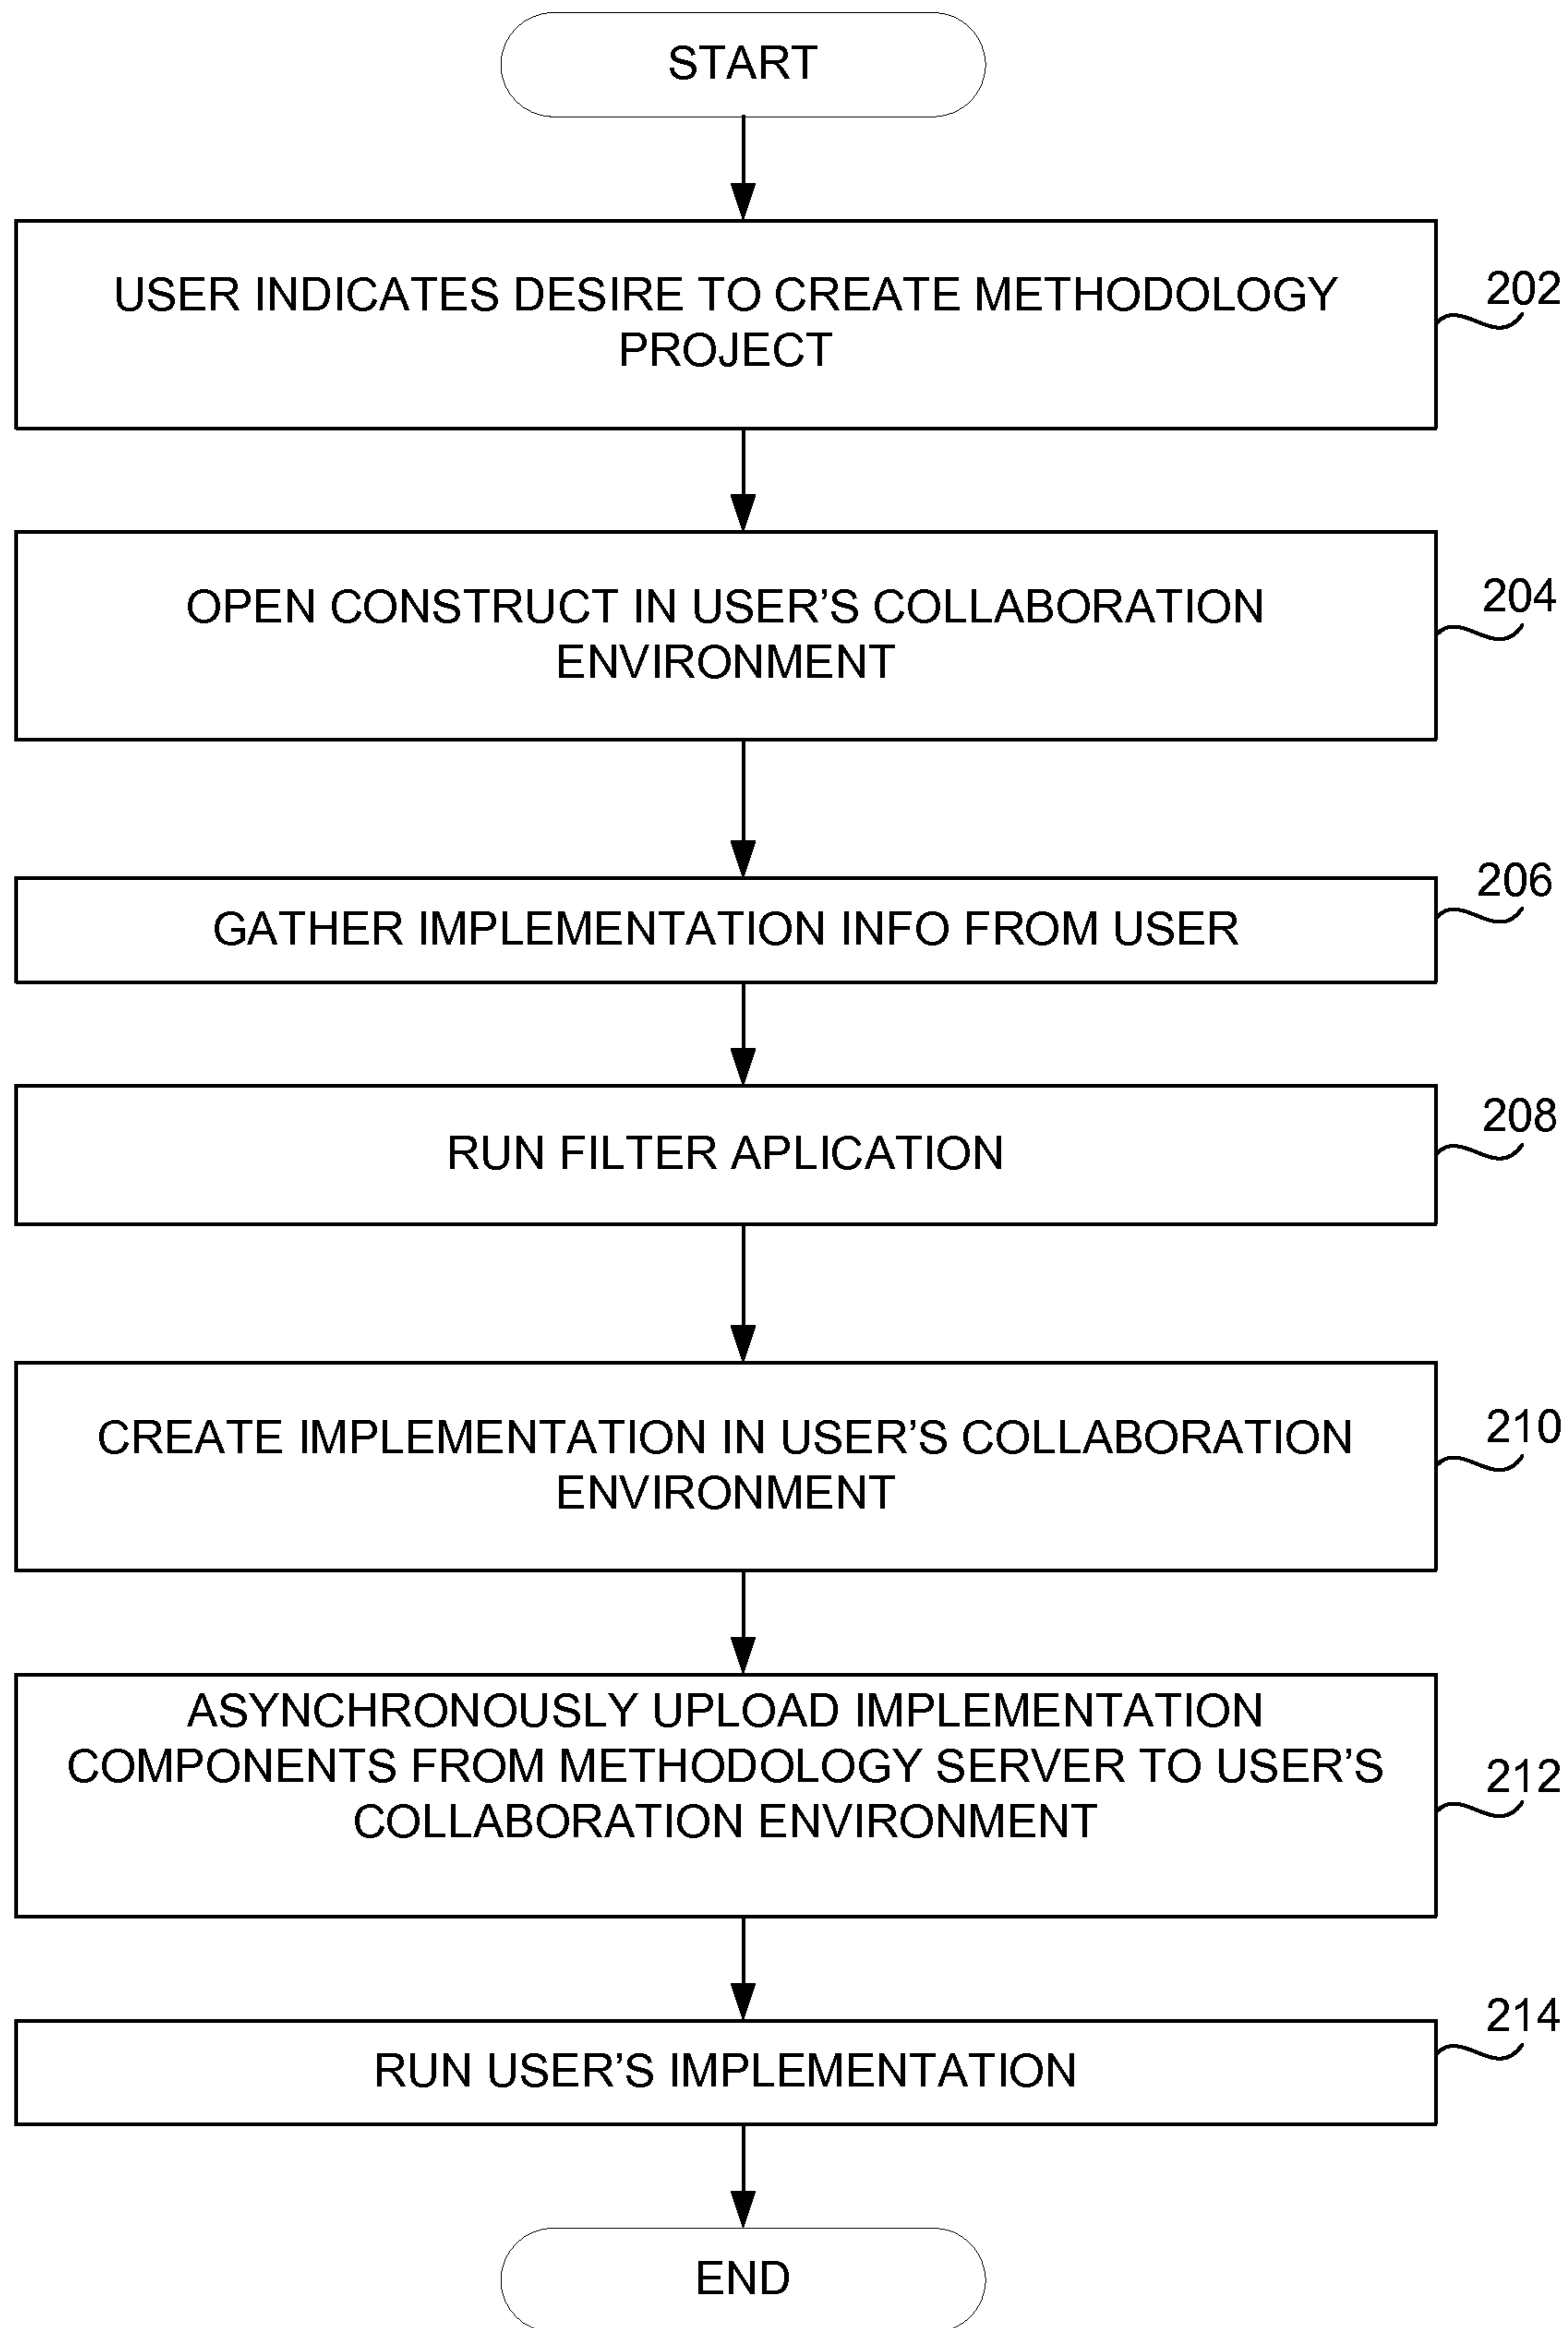 START
USER INDICATES DESIRE TO CREATE METHODOLOGY
PROJECT
202
OPEN CONSTRUCT IN USER’S COLLABORATION
ENVIRONMENT
204
GATHER IMPLEMENTATION INFO FROM USER
206
RUN FILTER APLICATION
208
CREATE IMPLEMENTATION IN USER’S COLLABORATION
ENVIRONMENT
210
ASYNCHRONOUSLY UPLOAD IMPLEMENTATION
COMPONENTS FROM METHODOLOGY SERVER TO USER’S
COLLABORATION ENVIRONMENT
212
RUN USER’S IMPLEMENTATION
214
END